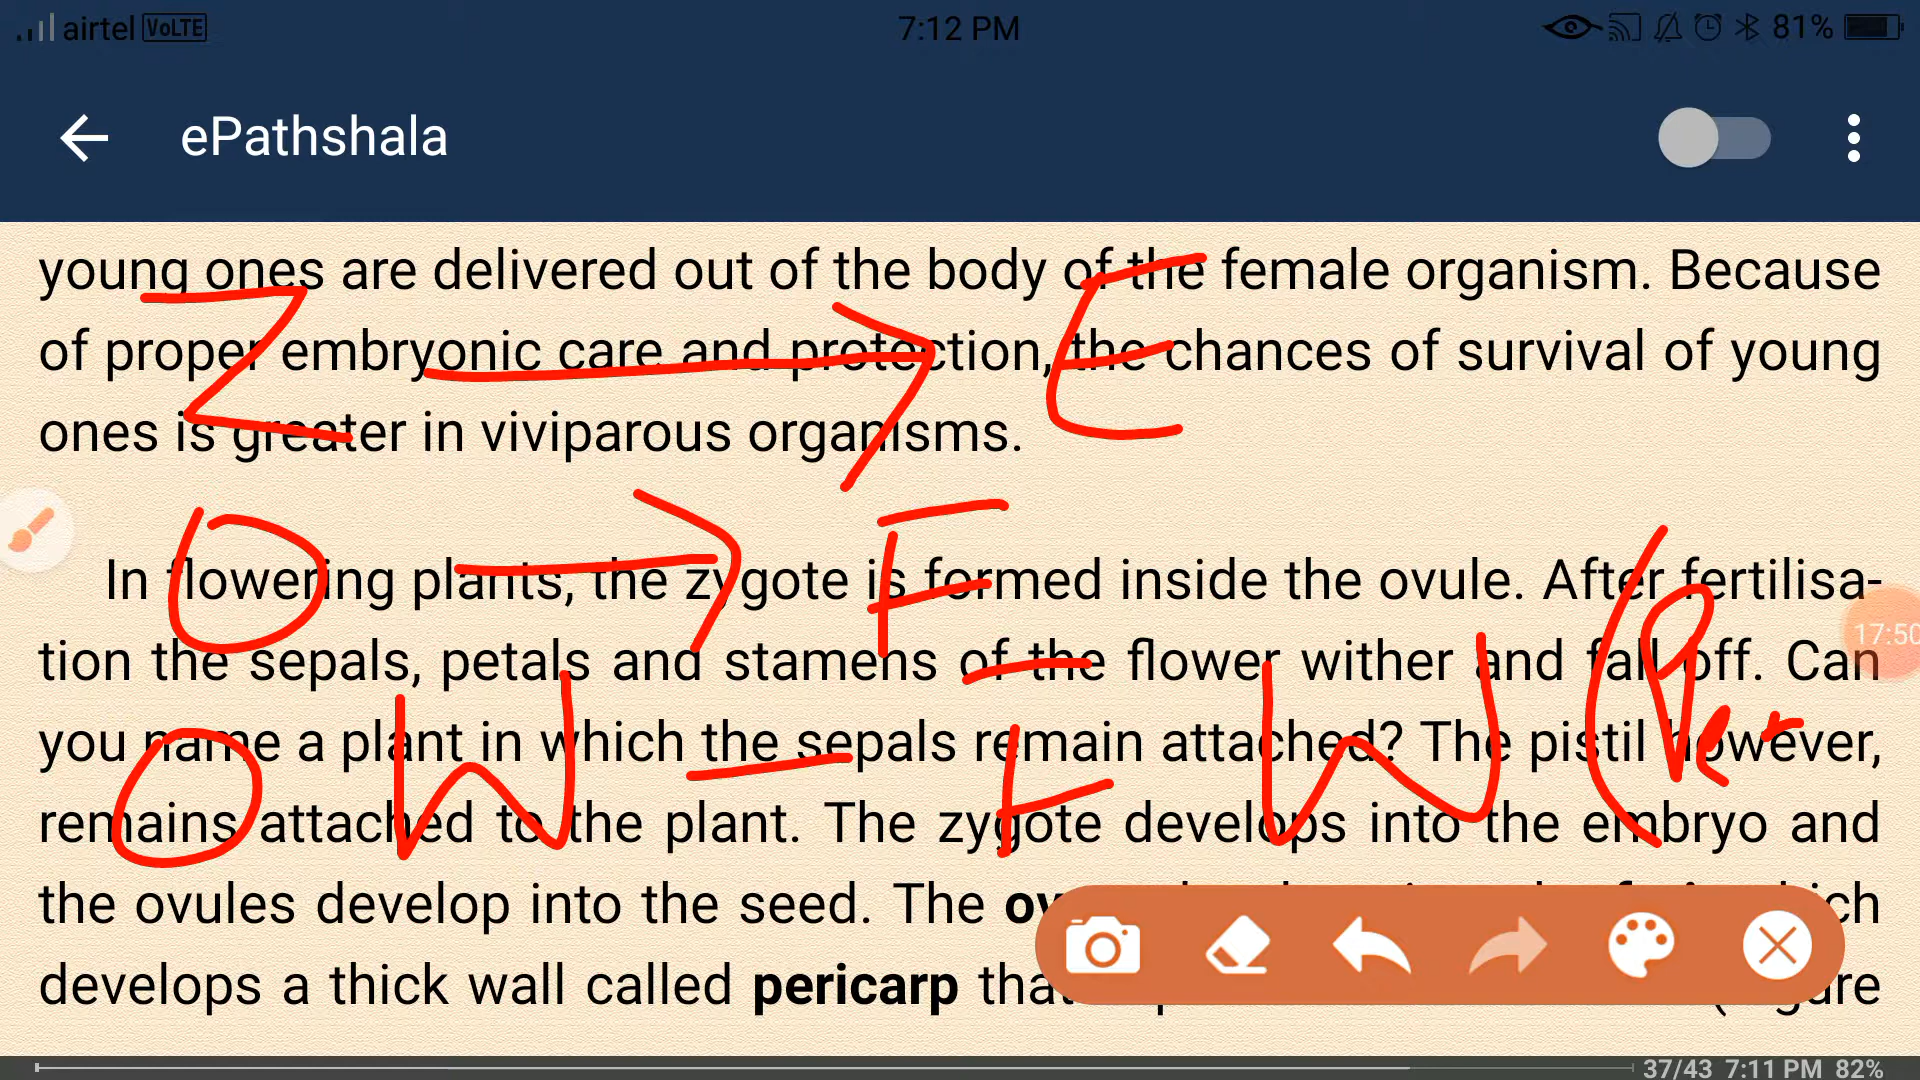 airtel VoLTE 7:12 PM 81%
ePathshala
young ones are delivered out of the body of the female organism. Because
of proper embryonic care and protection, the chances of survival of young
ones is greater in viviparous organisms.
Z → E
In flowering plants, the zygote is formed inside the ovule. After fertilisa-
O → F
17:50
tion the sepals, petals and stamens of the flower wither and fall off. Can
you name a plant in which the sepals remain attached? The pistil however,
O W — F W (Per
remains attached to the plant. The zygote develops into the embryo and
the ovules develop into the seed. The
develops a thick wall called pericarp
37/43 7:11 PM 82%